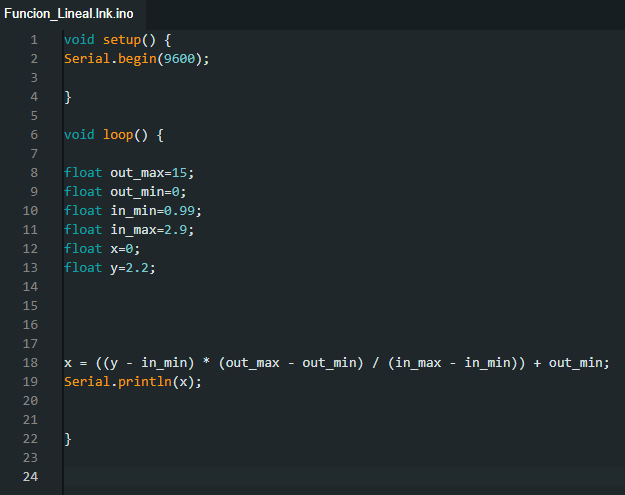 Funcion_Lineal.lnk.ino
1 void setup() {
2 Serial.begin(9600);
3
4 }
5
6 void loop() {
7
8 float out_max=15;
9 float out_min=0;
10 float in_min=0.99;
11 float in_max=2.9;
12 float x=0;
13 float y=2.2;
14
15
16
17
18 x = ((y - in_min) * (out_max - out_min) / (in_max - in_min)) + out_min;
19 Serial.println(x);
20
21
22 }
23
24